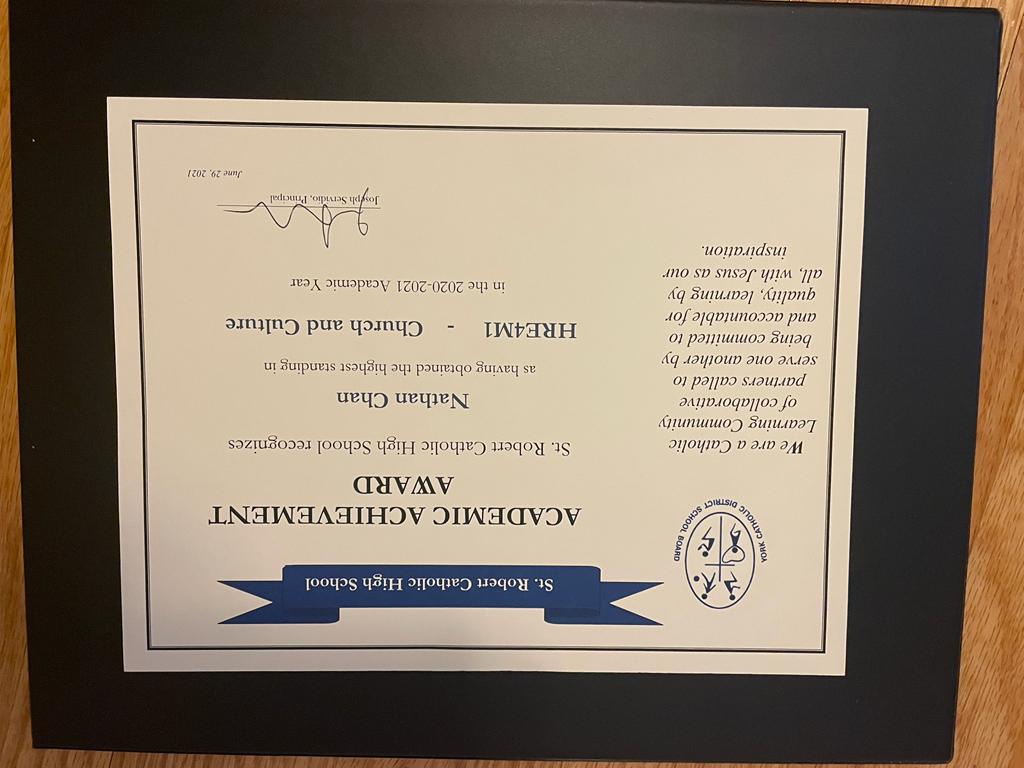 St. Robert Catholic High School
YORK CATHOLIC DISTRICT SCHOOL BOARD
We are a Catholic
Learning Community
of collaborative
partners called to
serve one another by
being committed to
and accountable for
quality, learning by
all, with Jesus as our
inspiration.
ACADEMIC ACHIEVEMENT
AWARD
St. Robert Catholic High School recognizes
Nathan Chan
as having obtained the highest standing in
HRE4M1 - Church and Culture
in the 2020-2021 Academic Year
Joseph Servidio, Principal
June 29, 2021